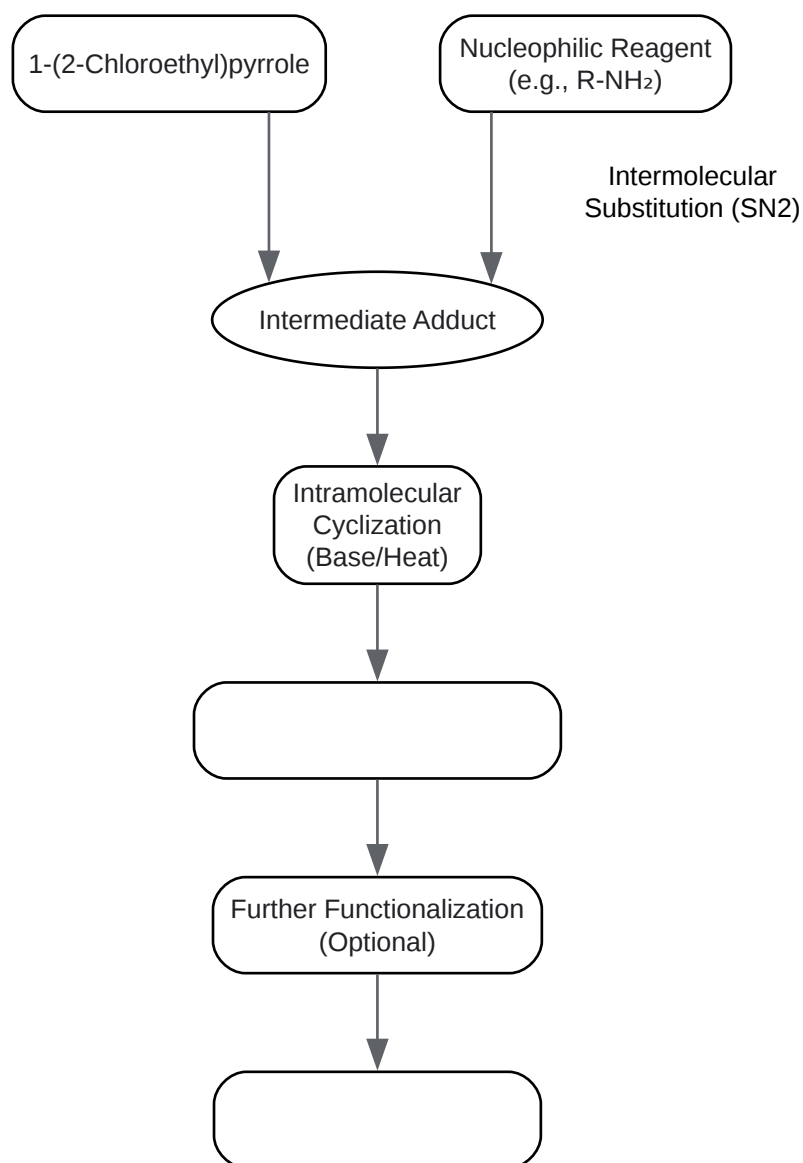 1-(2-Chloroethyl)pyrrole
Nucleophilic Reagent
(e.g., R-NH₂)
Intermolecular
Substitution (SN2)
Intermediate Adduct
Intramolecular
Cyclization
(Base/Heat)
Further Functionalization
(Optional)